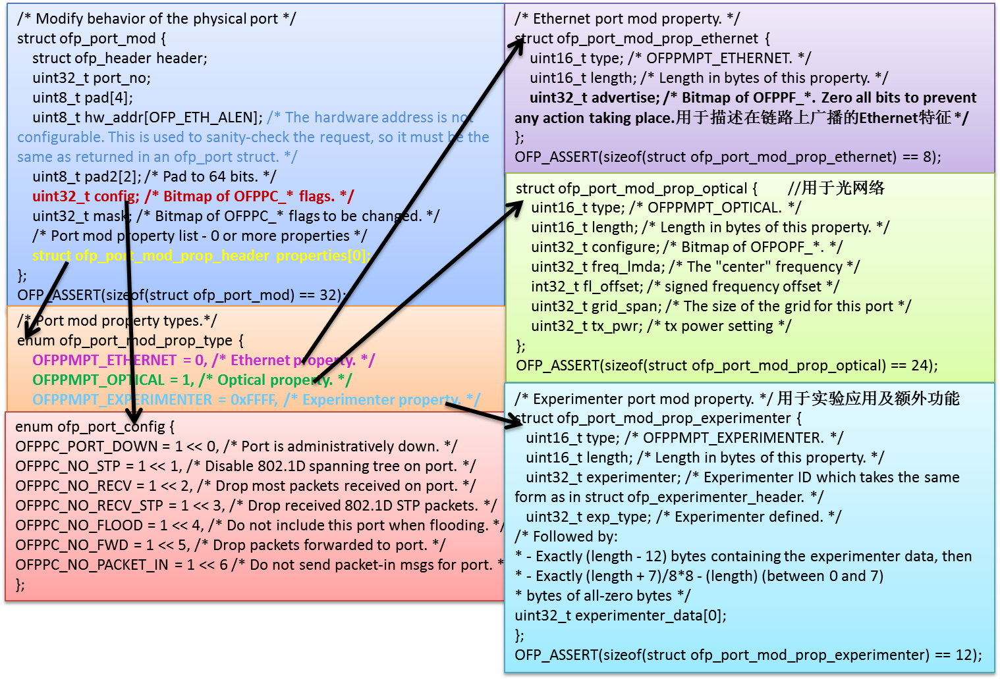 /* Modify behavior of the physical port */
struct ofp_port_mod {
struct ofp_header header;
uint32_t port_no;
uint8_t pad[4];
uint8_t hw_addr[OFP_ETH_ALEN]; /* The hardware address is not
configurable. This is used to sanity-check the request, so it must be the
same as returned in an ofp_port struct. */
uint8_t pad2[2]; /* Pad to 64 bits. */
uint32_t config; /* Bitmap of OFPPC_* flags. */
uint32_t mask; /* Bitmap of OFPPC_* flags to be changed. */
/* Port mod property list - 0 or more properties */
struct ofp_port_mod_prop_header properties[0];
};
OFP_ASSERT(sizeof(struct ofp_port_mod) == 32);
/* Port mod property types.*/
enum ofp_port_mod_prop_type {
OFPPMPT_ETHERNET = 0, /* Ethernet property. */
OFPPMPT_OPTICAL = 1, /* Optical property. */
OFPPMPT_EXPERIMENTER = 0xFFFF, /* Experimenter property. */
enum ofp_port_config {
OFPPC_PORT_DOWN = 1 << 0, /* Port is administratively down. */
OFPPC_NO_STP = 1 << 1, /* Disable 802.1D spanning tree on port. */
OFPPC_NO_RECV = 1 << 2, /* Drop most packets received on port. */
OFPPC_NO_RECV_STP = 1 << 3, /* Drop received 802.1D STP packets. */
OFPPC_NO_FLOOD = 1 << 4, /* Do not include this port when flooding. */
OFPPC_NO_FWD = 1 << 5, /* Drop packets forwarded to port. */
OFPPC_NO_PACKET_IN = 1 << 6 /* Do not send packet-in msgs for port. *
};
/* Ethernet port mod property. */
struct ofp_port_mod_prop_ethernet {
uint16_t type; /* OFPPMPT_ETHERNET. */
uint16_t length; /* Length in bytes of this property. */
uint32_t advertise; /* Bitmap of OFPPF_*. Zero all bits to prevent
any action taking place.用于描述在链路上广播的Ethernet特征 */
};
OFP_ASSERT(sizeof(struct ofp_port_mod_prop_ethernet) == 8);
struct ofp_port_mod_prop_optical { //用于光网络
uint16_t type; /* OFPPMPT_OPTICAL. */
uint16_t length; /* Length in bytes of this property. */
uint32_t configure; /* Bitmap of OFPOPF_*. */
uint32_t freq_lmda; /* The "center" frequency */
int32_t fl_offset; /* signed frequency offset */
uint32_t grid_span; /* The size of the grid for this port */
uint32_t tx_pwr; /* tx power setting */
};
OFP_ASSERT(sizeof(struct ofp_port_mod_prop_optical) == 24);
/* Experimenter port mod property. */ 用于实验应用及额外功能
struct ofp_port_mod_prop_experimenter {
uint16_t type; /* OFPPMPT_EXPERIMENTER. */
uint16_t length; /* Length in bytes of this property. */
uint32_t experimenter; /* Experimenter ID which takes the same
form as in struct ofp_experimenter_header. */
uint32_t exp_type; /* Experimenter defined. */
/* Followed by:
* - Exactly (length - 12) bytes containing the experimenter data, then
* - Exactly (length + 7)/8*8 - (length) (between 0 and 7)
* bytes of all-zero bytes */
uint32_t experimenter_data[0];
};
OFP_ASSERT(sizeof(struct ofp_port_mod_prop_experimenter) == 12);